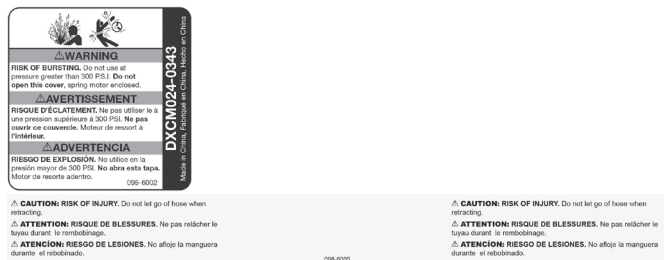 ⚠WARNING
RISK OF BURSTING. Do not use at
pressure greater than 300 P.S.I. Do not
open this cover, spring motor enclosed.
⚠AVERTISSEMENT
RISQUE D'ÉCLATEMENT. Ne pas utiliser le à
une pression supérieure à 300 PSI. Ne pas
ouvrir ce couvercle. Moteur de ressort à
l'intérieur.
⚠ADVERTENCIA
RIESGO DE EXPLOSIÓN. No utilice en la
presión mayor de 300 PSI. No abra esta tapa.
Motor de resorte adentro.
098-6002
DXCM024-0343
Made in China, Fabriqué en China, Hecho en China
⚠ CAUTION: RISK OF INJURY. Do not let go of hose when
retracting.
⚠ ATTENTION: RISQUE DE BLESSURES. Ne pas relâcher le
tuyau durant le rembobinage.
⚠ ATENCÍON: RIESGO DE LESIONES. No afloje la manguera
durante el rebobinado.
098-6005
⚠ CAUTION: RISK OF INJURY. Do not let go of hose when
retracting.
⚠ ATTENTION: RISQUE DE BLESSURES. Ne pas relâcher le
tuyau durant le rembobinage.
⚠ ATENCÍON: RIESGO DE LESIONES. No afloje la manguera
durante el rebobinado.